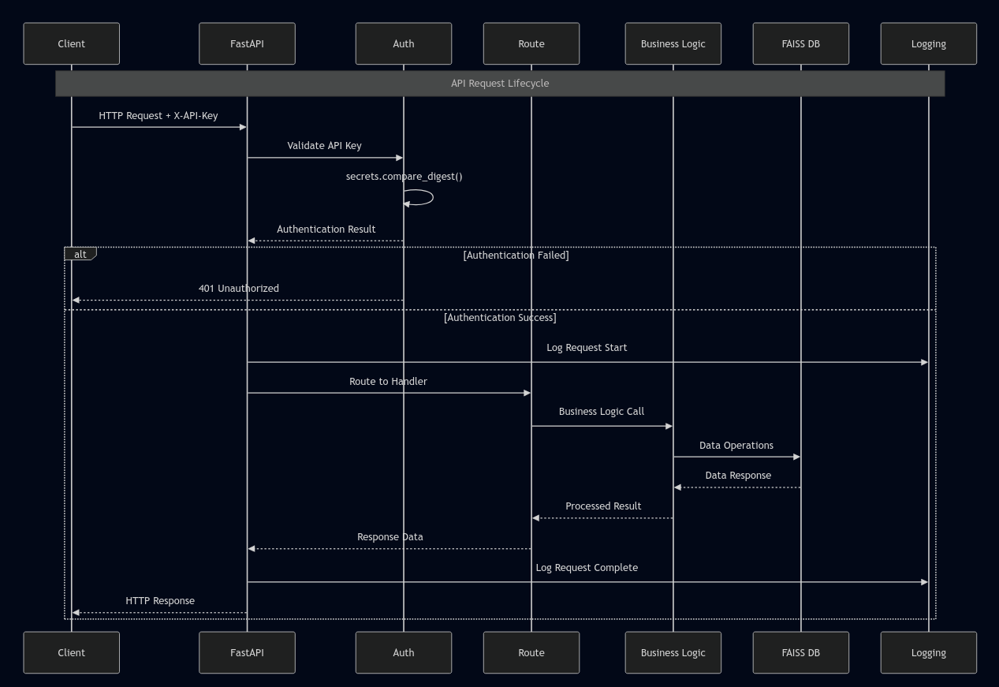 Client
FastAPI
Auth
Route
Business Logic
FAISS DB
Logging
API Request Lifecycle
HTTP Request + X-API-Key
Validate API Key
secrets.compare_digest()
Authentication Result
alt
[Authentication Failed]
401 Unauthorized
[Authentication Success]
Log Request Start
Route to Handler
Business Logic Call
Data Operations
Data Response
Processed Result
Response Data
Log Request Complete
HTTP Response
Client
FastAPI
Auth
Route
Business Logic
FAISS DB
Logging